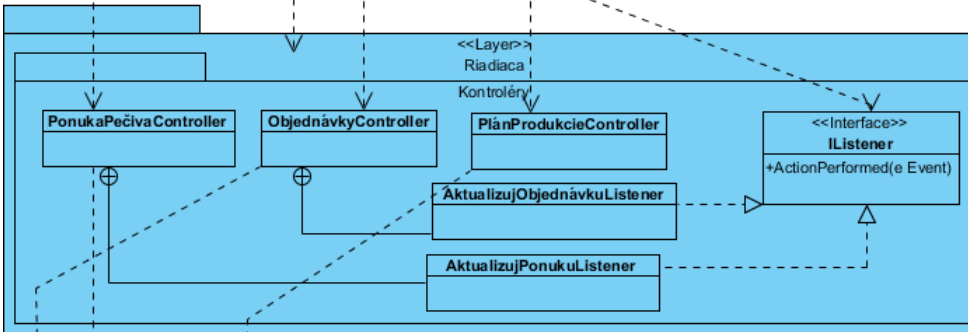 <<Layer>>
Riadiaca
Kontroléry
PonukaPečivaController
ObjednávkyController
PlánProdukcieController
<<Interface>>
IListener
+ActionPerformed(e Event)
AktualizujObjednávkuListener
AktualizujPonukuListener